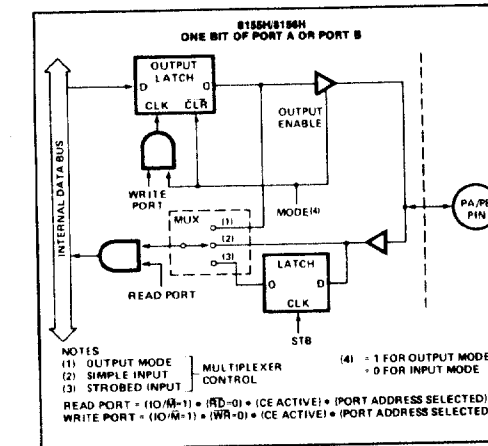 8155H/8156H
ONE BIT OF PORT A OR PORT B
OUTPUT
LATCH
D
O
CLK
CLR
OUTPUT
ENABLE
WRITE
PORT
MODE(4)
INTERNAL DATA BUS
PA/PB
PIN
MUX
(1)
(2)
(3)
LATCH
O
D
CLK
READ PORT
STB
NOTES
(1) OUTPUT MODE
(2) SIMPLE INPUT
(3) STROBED INPUT
MULTIPLEXER
CONTROL
(4) = 1 FOR OUTPUT MODE
= 0 FOR INPUT MODE
READ PORT = (IO/M̅=1) • (R̅D̅=0) • (CE ACTIVE) • (PORT ADDRESS SELECTED)
WRITE PORT = (IO/M̅=1) • (W̅R̅=0) • (CE ACTIVE) • (PORT ADDRESS SELECTED)